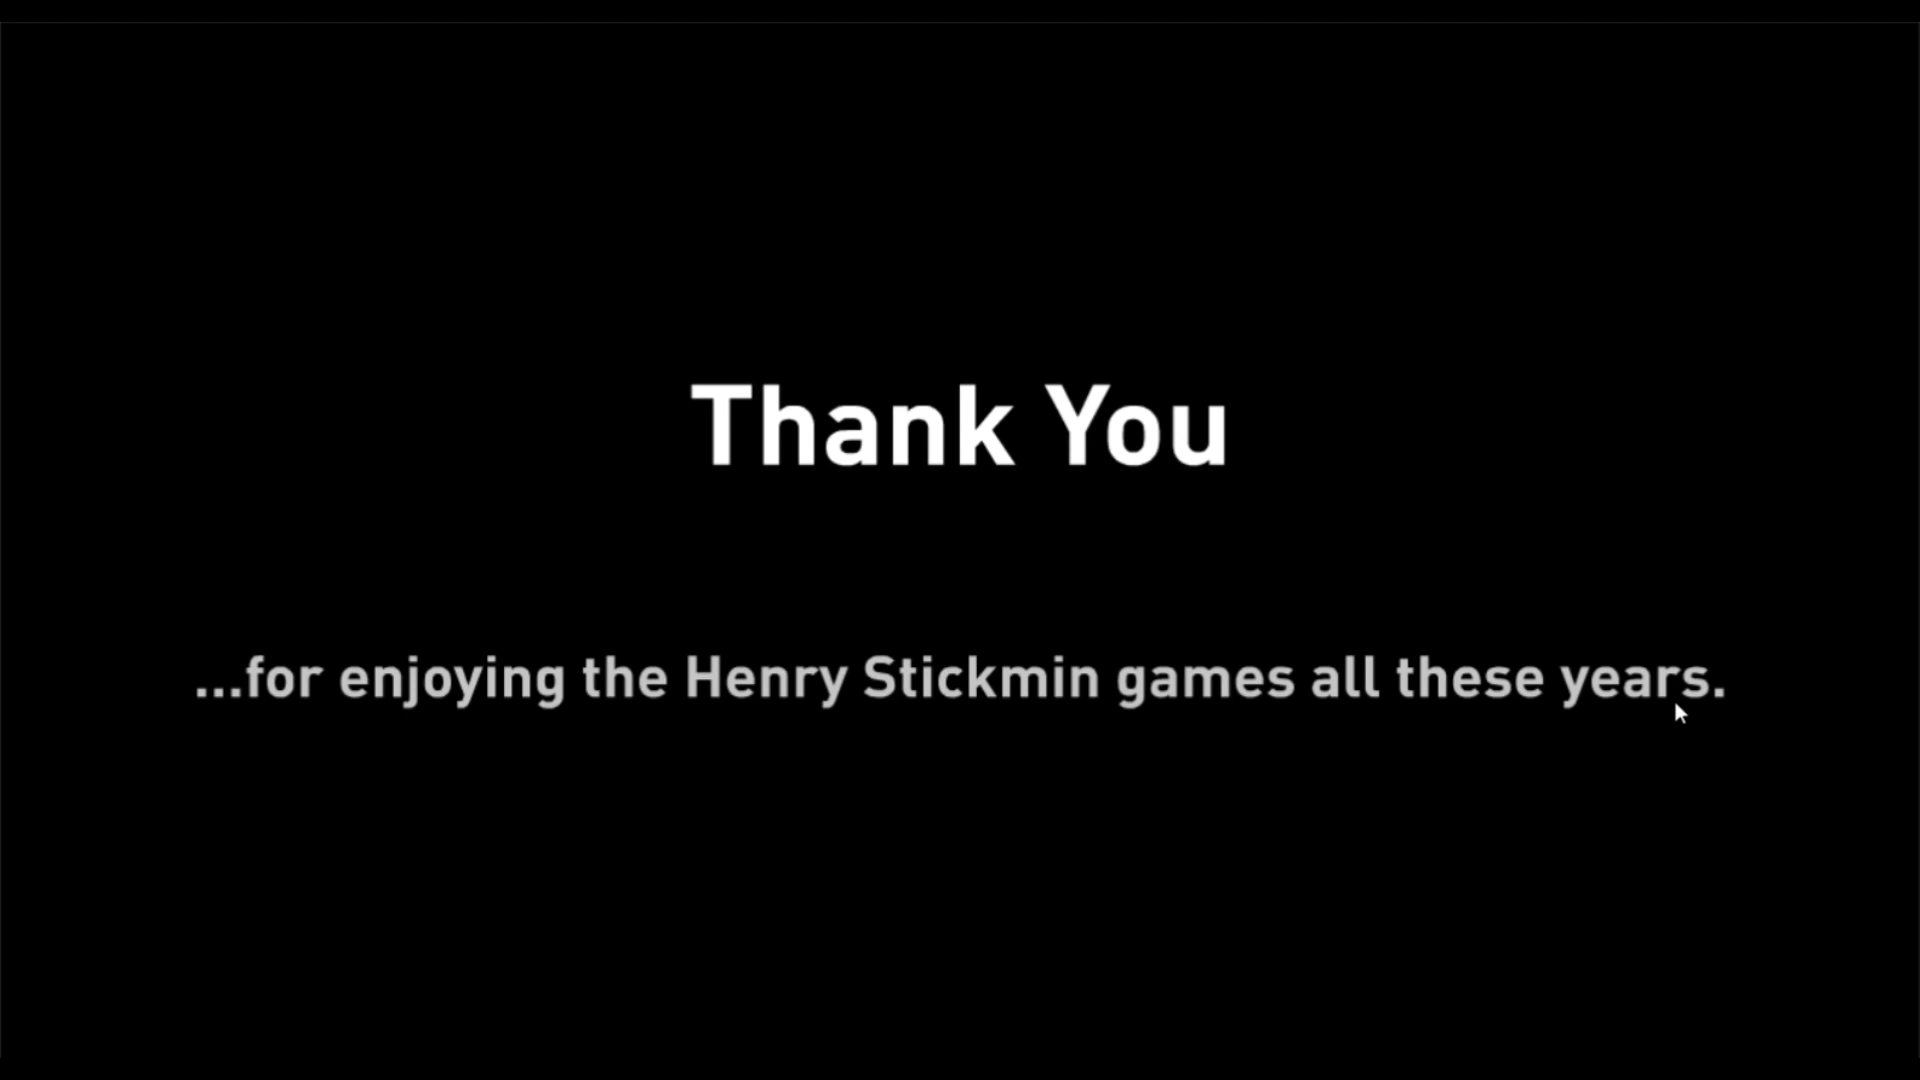 Thank You
...for enjoying the Henry Stickmin games all these years.